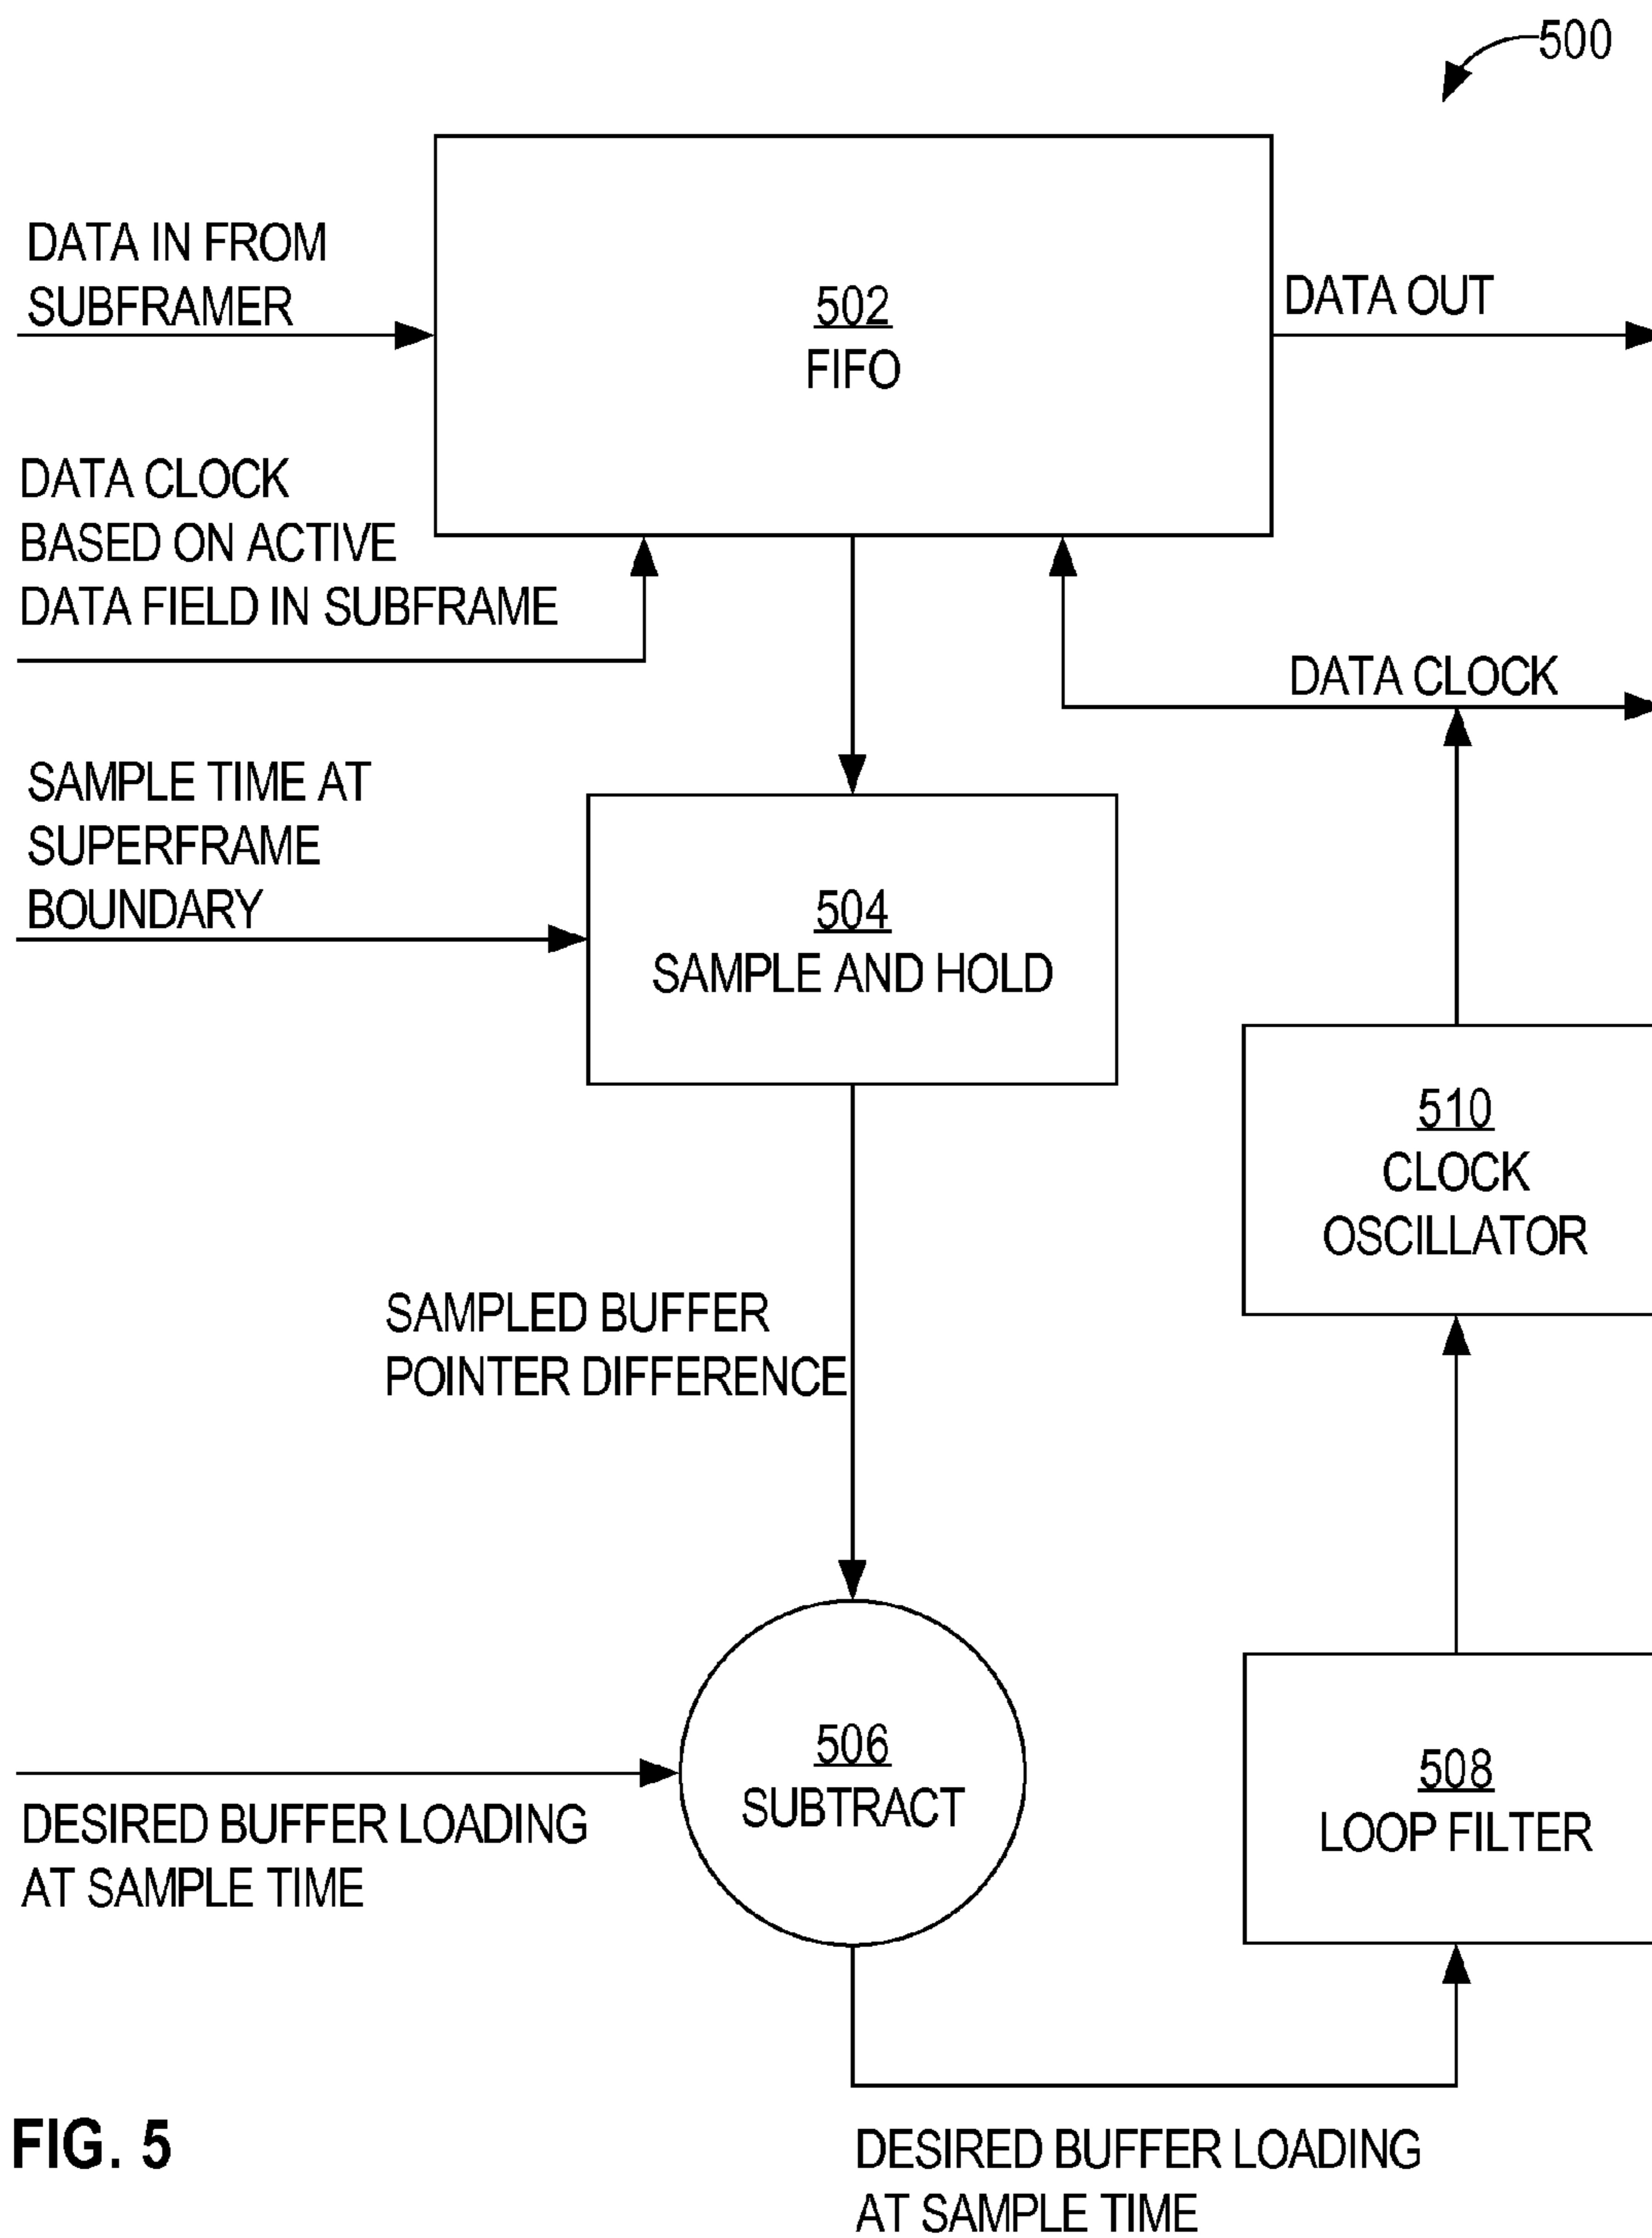 500
DATA IN FROM
SUBFRAMER
502
FIFO
DATA OUT
DATA CLOCK
BASED ON ACTIVE
DATA FIELD IN SUBFRAME
DATA CLOCK
SAMPLE TIME AT
SUPERFRAME
BOUNDARY
504
SAMPLE AND HOLD
510
CLOCK
OSCILLATOR
SAMPLED BUFFER
POINTER DIFFERENCE
506
SUBTRACT
508
LOOP FILTER
DESIRED BUFFER LOADING
AT SAMPLE TIME
FIG. 5
DESIRED BUFFER LOADING
AT SAMPLE TIME